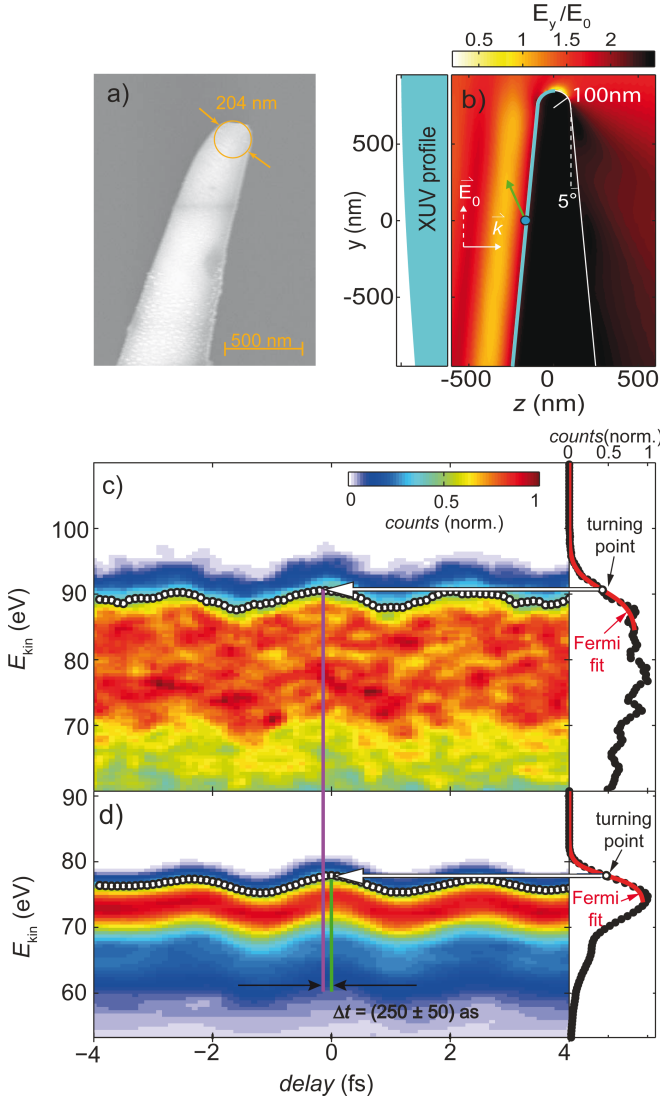 a)
204 nm
500 nm
E_y/E_0
0.5 1 1.5 2
b)
100nm
XUV profile
E_0
k
5°
y (nm)
500
0
-500
-500 0 500
z (nm)
c)
0 0.5 1
counts (norm.)
counts(norm.)
0 0.5 1
turning
point
Fermi
fit
E_kin (eV)
100
90
80
70
d)
90
80
70
60
E_kin (eV)
turning
point
Fermi
fit
Δt = (250 ± 50) as
−4 −2 0 2 4
delay (fs)